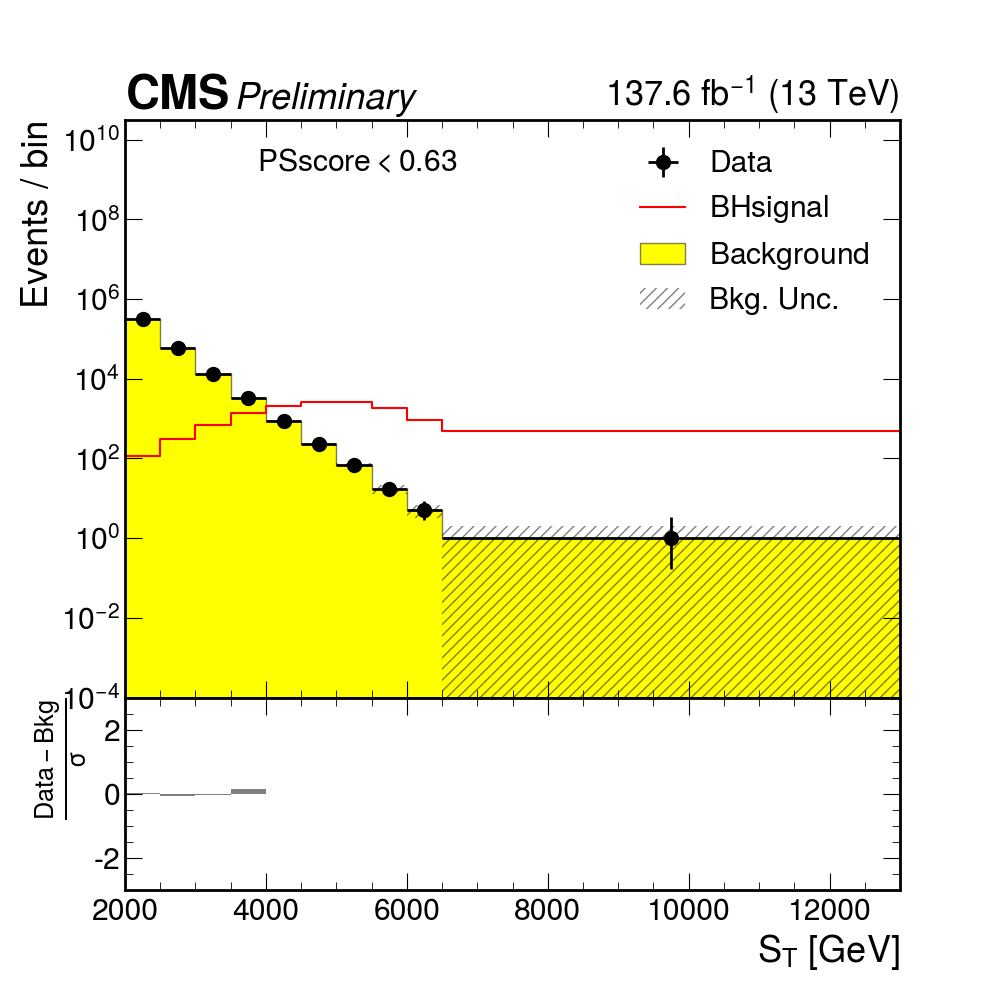 CMS Preliminary 137.6 fb⁻¹ (13 TeV)
Events / bin
10¹⁰
10⁸
10⁶
10⁴
10²
10⁰
10⁻²
10⁻⁴
PSscore < 0.63
Data
BHsignal
Background
Bkg. Unc.
Data – Bkg
σ
2
0
-2
2000 4000 6000 8000 10000 12000
S_T [GeV]